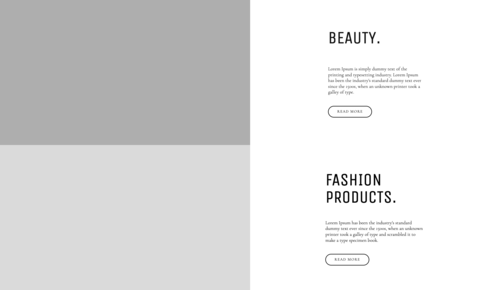 BEAUTY.
Lorem Ipsum is simply dummy text of the
printing and typesetting industry. Lorem Ipsum
has been the industry's standard dummy text ever
since the 1500, when an unknown printer took a
galley of type.
READ MORE
FASHION
PRODUCTS.
Lorem Ipsum has been the industry's standard
dummy text ever since the 1500, when an unknown
printer took a galley of type and scrambled it to
make a type specimen book.
READ MORE